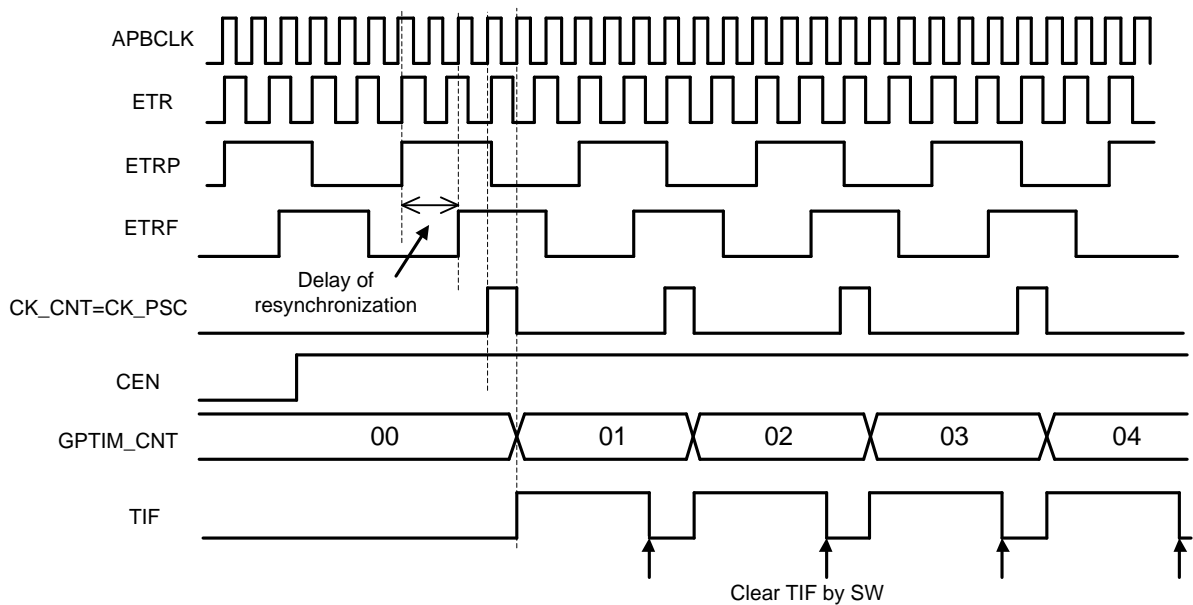 APBCLK
ETR
ETRP
ETRF
Delay of
resynchronization
CK_CNT=CK_PSC
CEN
GPTIM_CNT
00
01
02
03
04
TIF
Clear TIF by SW